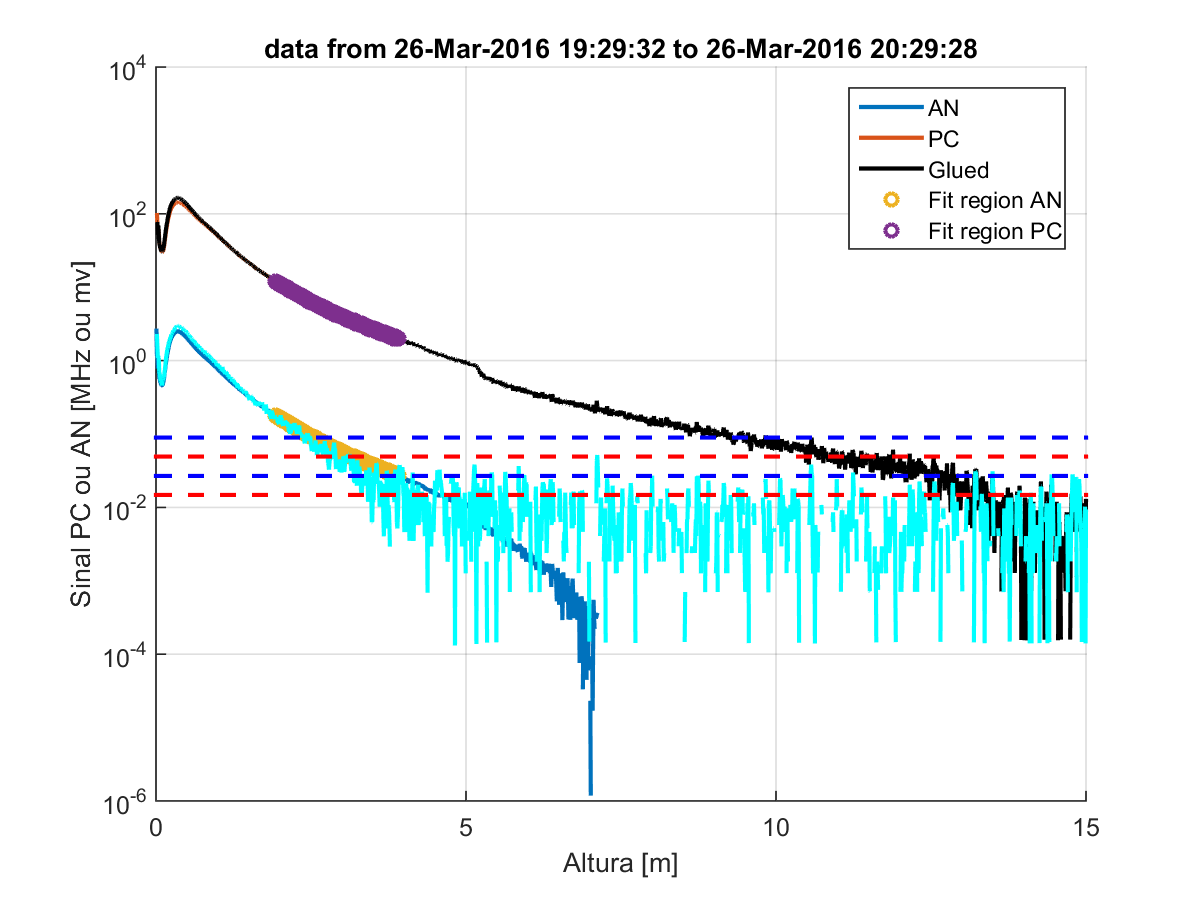 data from 26-Mar-2016 19:29:32 to 26-Mar-2016 20:29:28
AN
PC
Glued
Fit region AN
Fit region PC
Sinal PC ou AN [MHz ou mv]
10^4
10^2
10^0
10^-2
10^-4
10^-6
0
5
10
15
Altura [m]